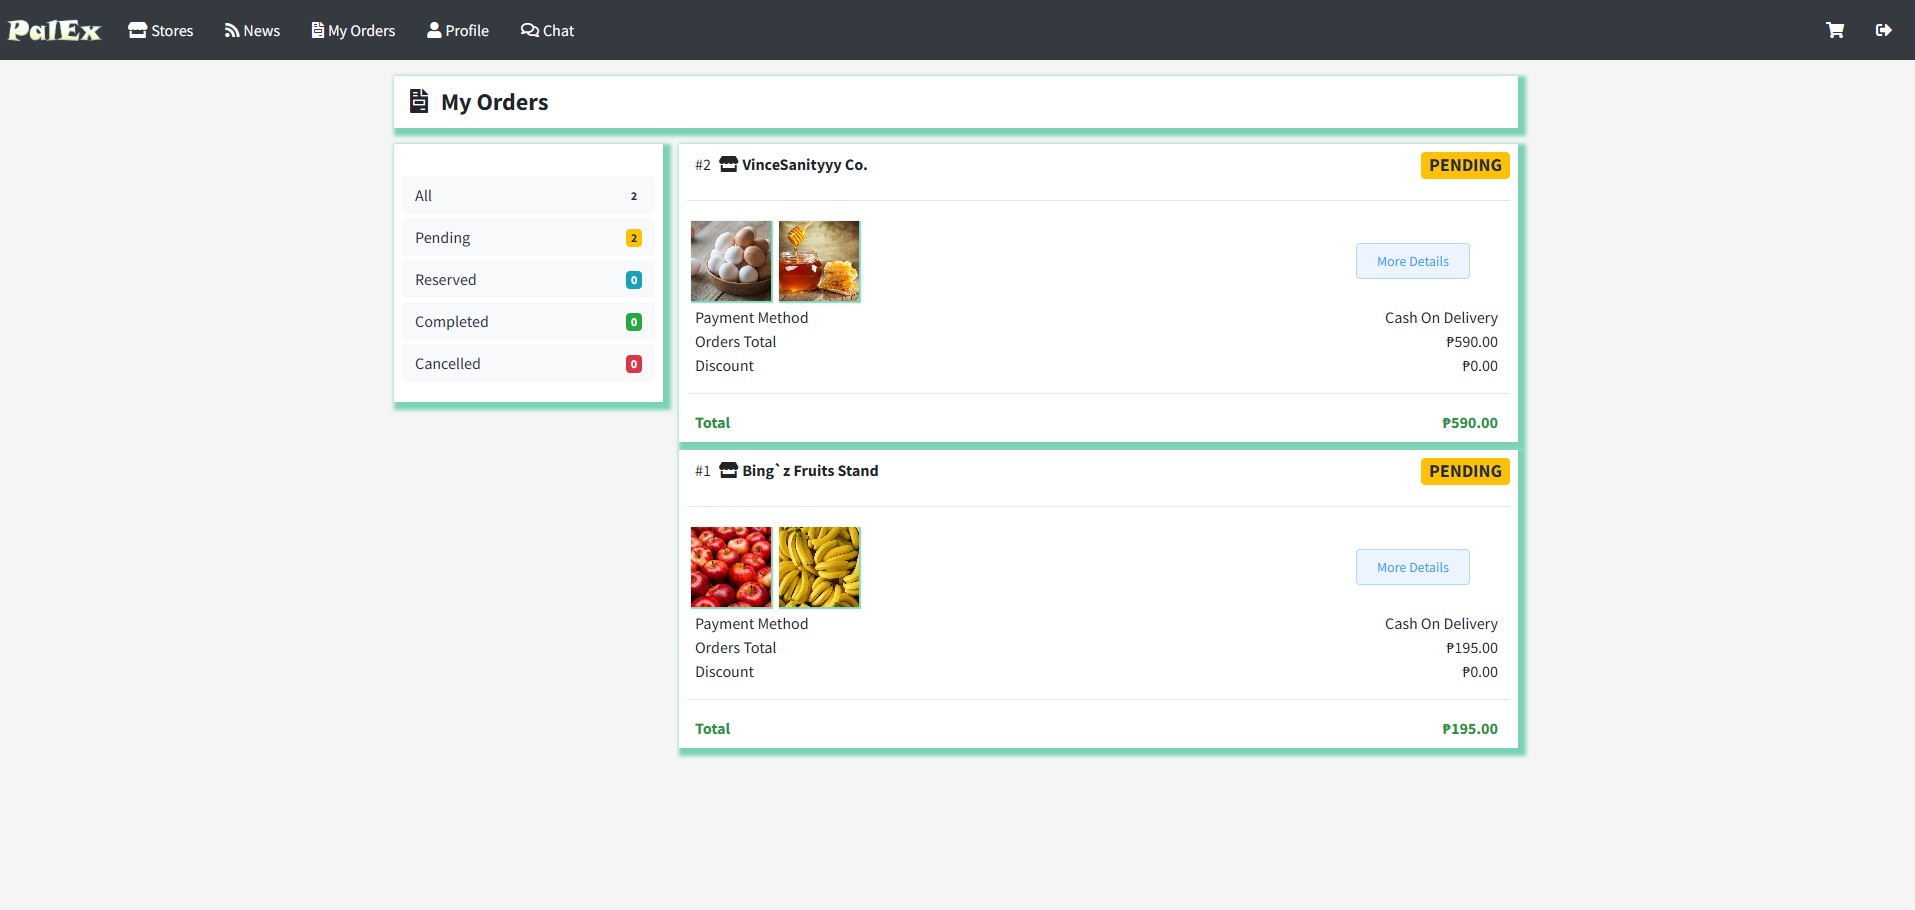 PalEx Stores News My Orders Profile Chat
My Orders
All 2
Pending 2
Reserved 0
Completed 0
Cancelled 0
#2 VinceSanityyy Co. PENDING
More Details
Payment Method Cash On Delivery
Orders Total ₱590.00
Discount ₱0.00
Total ₱590.00
#1 Bing`z Fruits Stand PENDING
More Details
Payment Method Cash On Delivery
Orders Total ₱195.00
Discount ₱0.00
Total ₱195.00